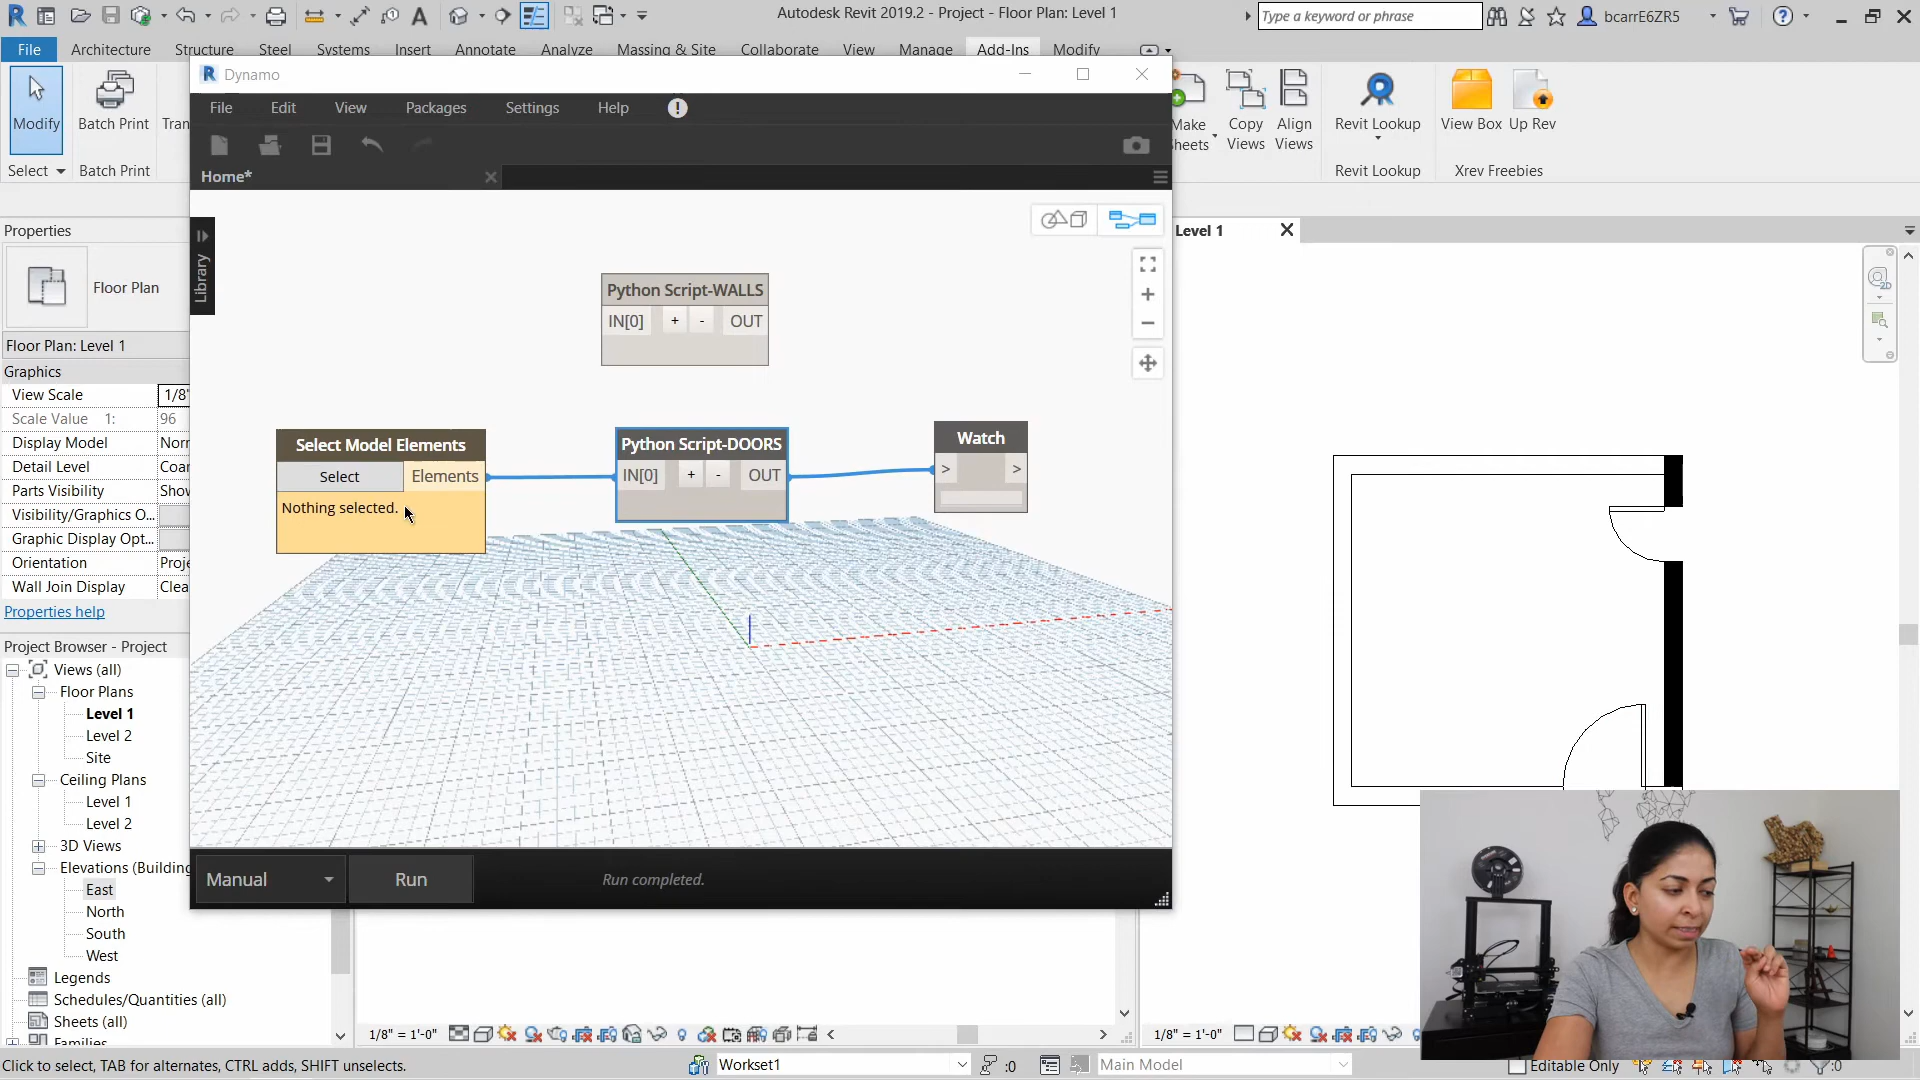 Autodesk Revit 2019.2 - Project - Floor Plan: Level 1
Type a keyword or phrase
bcarrE6ZR5
File Architecture Structure Steel Systems Insert Annotate Analyze Massing & Site Collaborate View Manage Add-Ins Modify
Modify
Batch Print
Tran
Select
Batch Print
Make
Sheets
Copy
Views
Align
Views
Revit Lookup
View Box
Up Rev
Revit Lookup
Xrev Freebies
Dynamo
File Edit View Packages Settings Help
Home*
Library
Python Script-WALLS
IN[0] + - OUT
Select Model Elements
Select Elements
Nothing selected.
Python Script-DOORS
IN[0] + - OUT
Watch
> >
Manual
Run
Run completed.
Level 1
Properties
Floor Plan
Floor Plan: Level 1
Graphics
View Scale 1/8"
Scale Value 1: 96
Display Model Norr
Detail Level Coar
Parts Visibility Shov
Visibility/Graphics O...
Graphic Display Opt...
Orientation Proje
Wall Join Display Clea
Properties help
Project Browser - Project
Views (all)
Floor Plans
Level 1
Level 2
Site
Ceiling Plans
Level 1
Level 2
3D Views
Elevations (Building
East
North
South
West
Legends
Schedules/Quantities (all)
Sheets (all)
Families
1/8" = 1'-0"
1/8" = 1'-0"
Click to select, TAB for alternates, CTRL adds, SHIFT unselects.
Workset1
:0
Main Model
Editable Only
:0